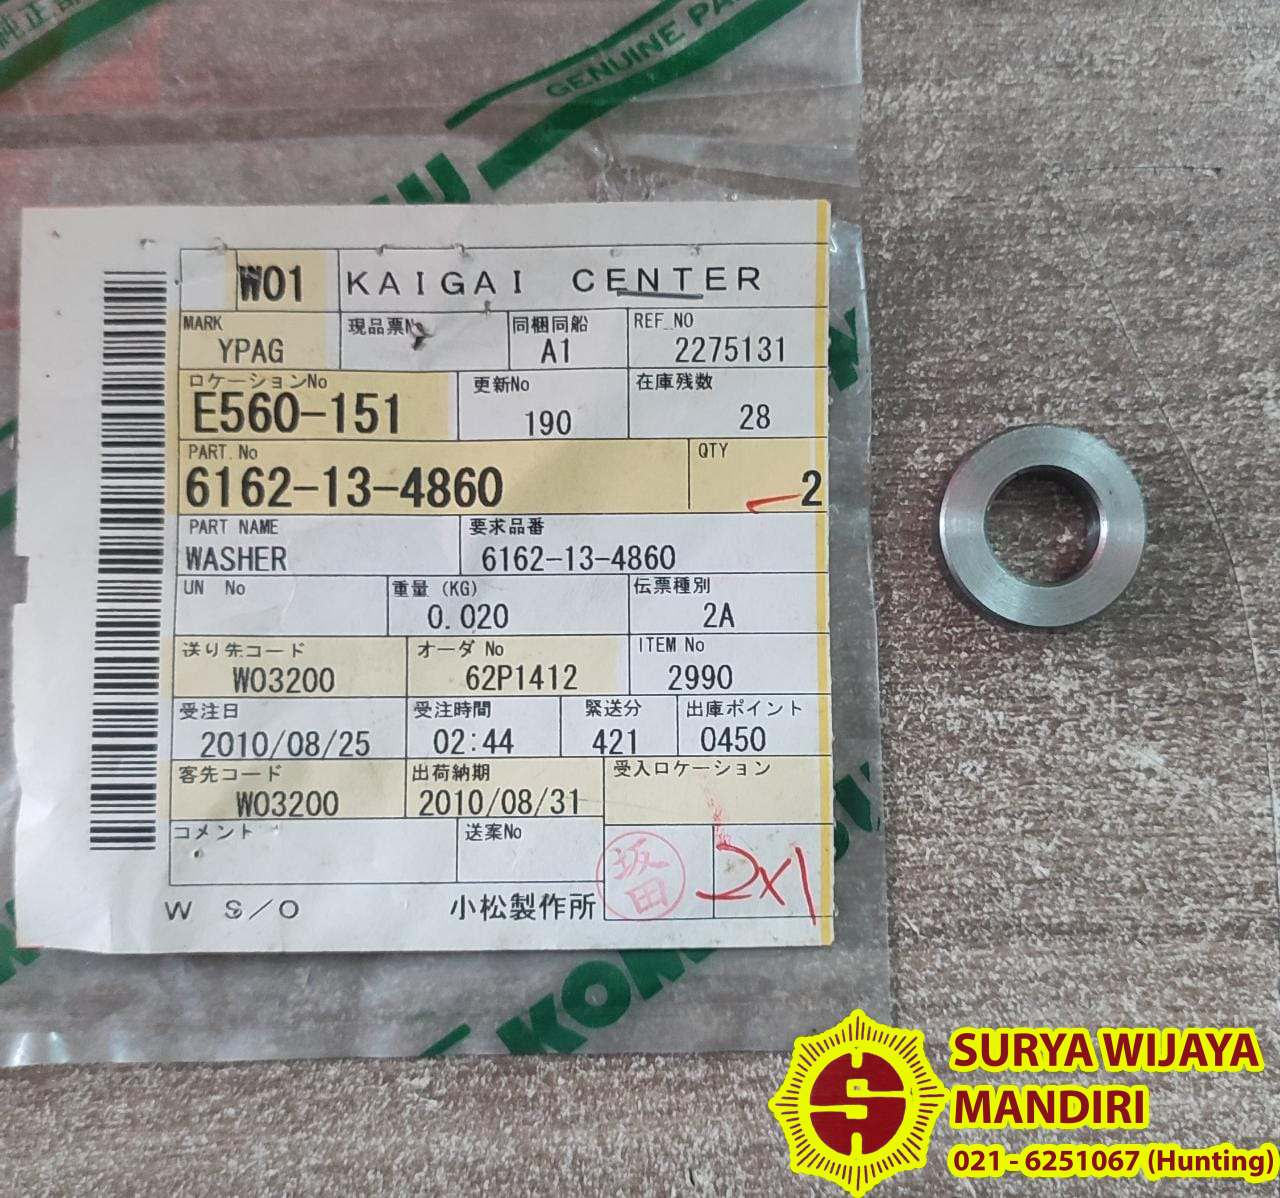 純正部
GENUINE PA
KOMATSU
W01 KAIGAI CENTER
MARK 現品票No 同梱同船 REF_NO
YPAG A1 2275131
ロケーションNo 更新No 在庫残数
E560-151 190 28
PART.No QTY
6162-13-4860 2
PART NAME 要求品番
WASHER 6162-13-4860
UN No 重量 (KG) 伝票種別
0.020 2A
送り先コード オーダ No ITEM No
W03200 62P1412 2990
受注日 受注時間 緊送分 出庫ポイント
2010/08/25 02:44 421 0450
客先コード 出荷納期 受入ロケーション
W03200 2010/08/31
コメント 送案No
坂田 2x1
W S/O 小松製作所
SURYA WIJAYA
MANDIRI
021 - 6251067 (Hunting)